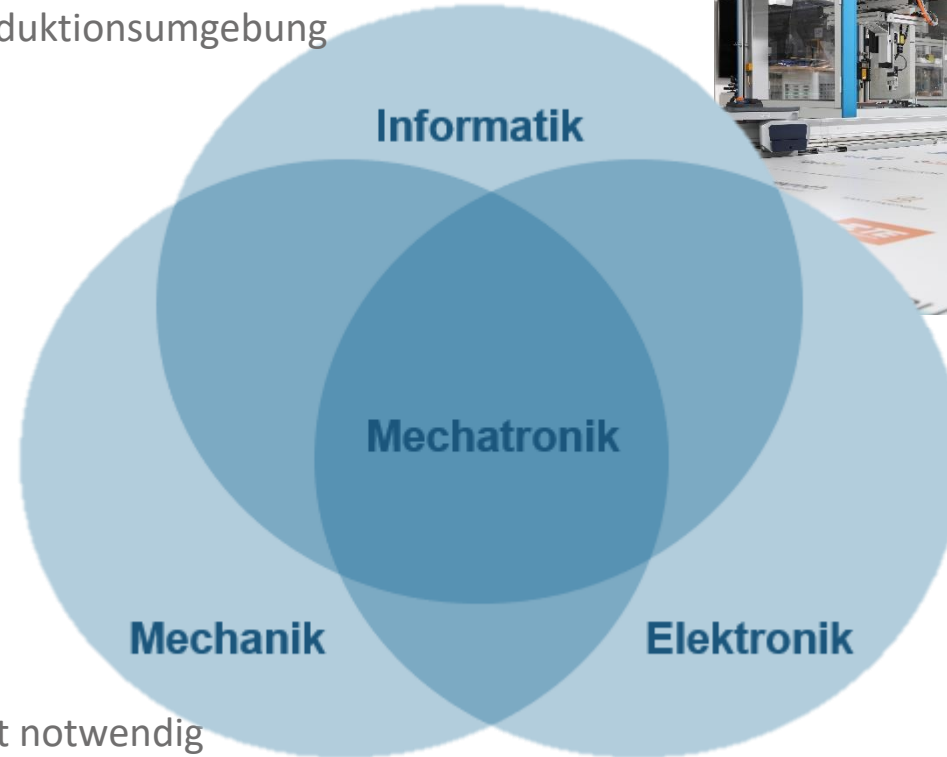 duktionsumgebung
Informatik
Mechatronik
Mechanik
Elektronik
t notwendig